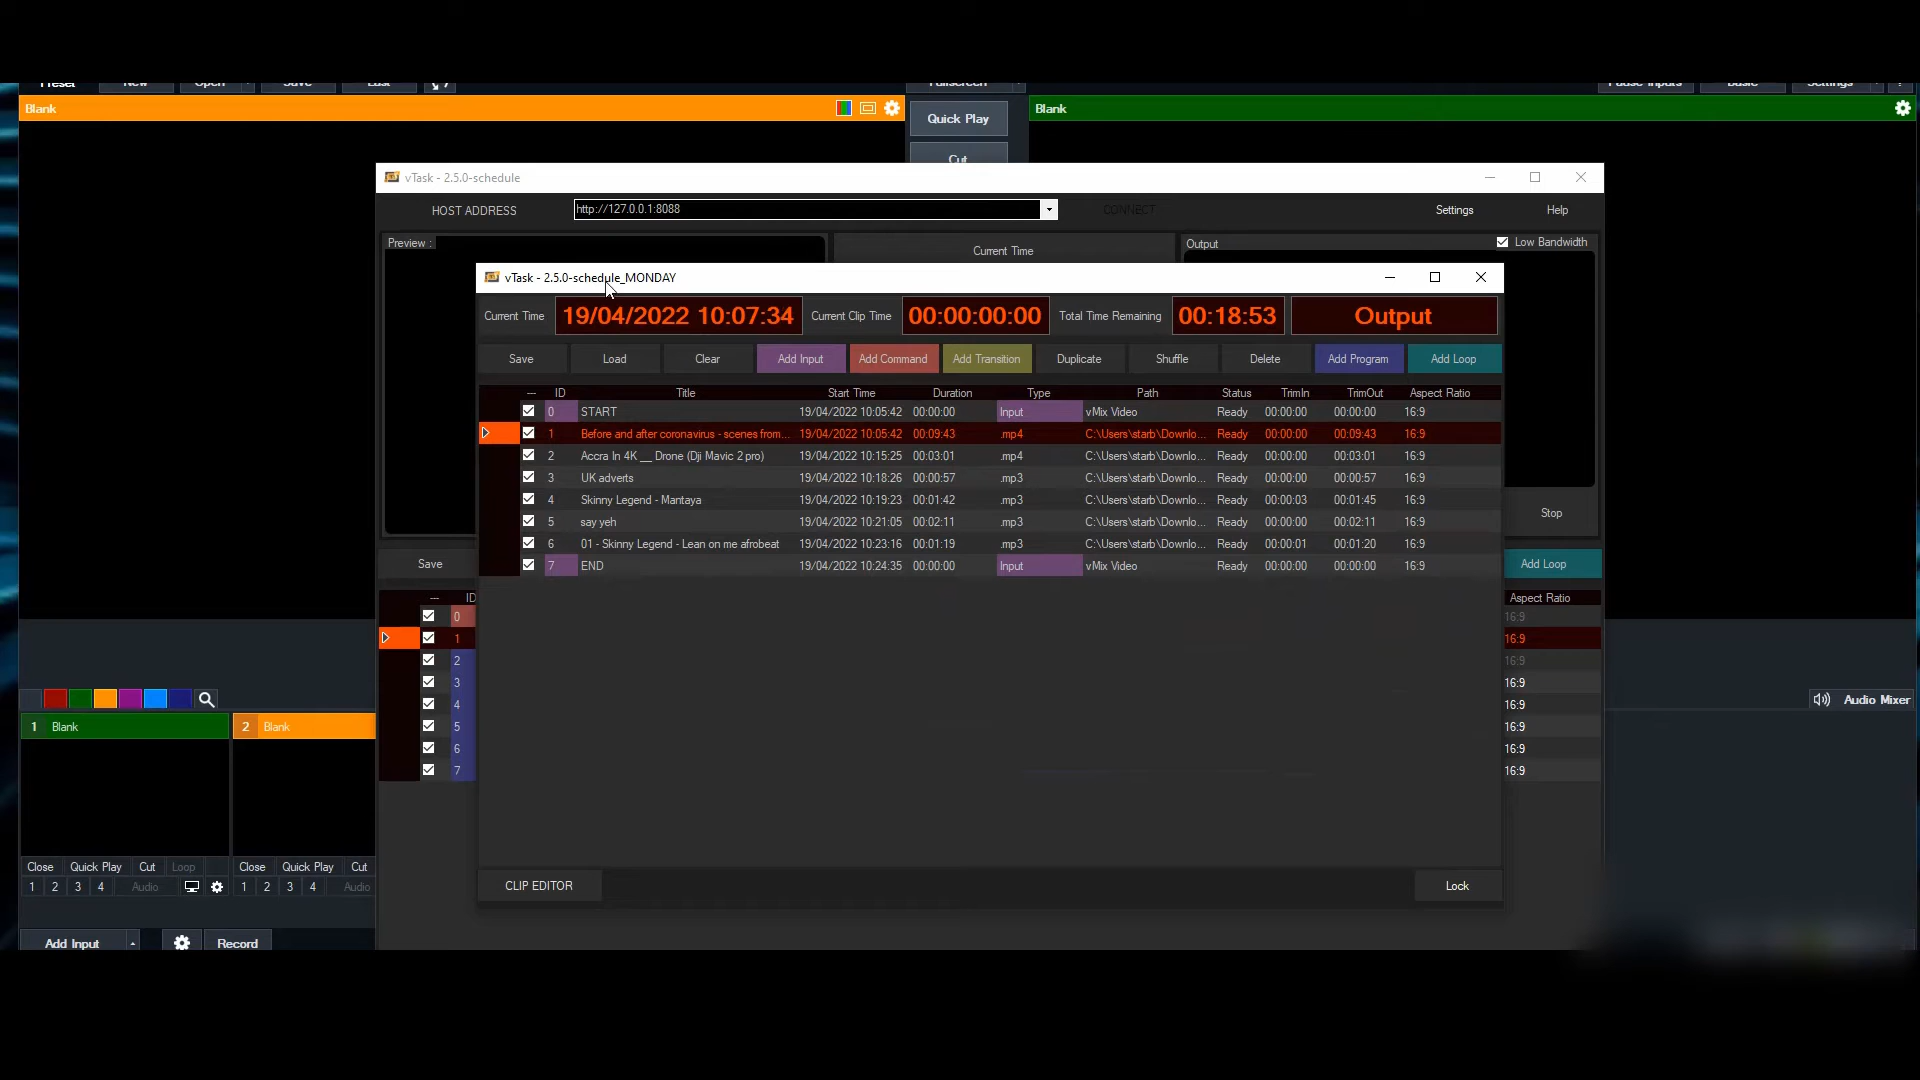 Preset New Open Save Last Fullscreen Pause Inputs Basic Settings
Blank Quick Play Blank
Cut
vTask - 2.5.0-schedule
HOST ADDRESS http://127.0.0.1:8088 CONNECT Settings Help
Preview : Current Time Output Low Bandwidth
vTask - 2.5.0-schedule_MONDAY
Current Time 19/04/2022 10:07:34 Current Clip Time 00:00:00:00 Total Time Remaining 00:18:53 Output
Save Load Clear Add Input Add Command Add Transition Duplicate Shuffle Delete Add Program Add Loop
--- ID Title Start Time Duration Type Path Status TrimIn TrimOut Aspect Ratio
0 START 19/04/2022 10:05:42 00:00:00 Input vMix Video Ready 00:00:00 00:00:00 16:9
1 Before and after coronavirus - scenes from... 19/04/2022 10:05:42 00:09:43 .mp4 C:\Users\starb\Downlo... Ready 00:00:00 00:09:43 16:9
2 Accra In 4K __ Drone (Dji Mavic 2 pro) 19/04/2022 10:15:25 00:03:01 .mp4 C:\Users\starb\Downlo... Ready 00:00:00 00:03:01 16:9
3 UK adverts 19/04/2022 10:18:26 00:00:57 .mp3 C:\Users\starb\Downlo... Ready 00:00:00 00:00:57 16:9
4 Skinny Legend - Mantaya 19/04/2022 10:19:23 00:01:42 .mp3 C:\Users\starb\Downlo... Ready 00:00:03 00:01:45 16:9
5 say yeh 19/04/2022 10:21:05 00:02:11 .mp3 C:\Users\starb\Downlo... Ready 00:00:00 00:02:11 16:9
6 01 - Skinny Legend - Lean on me afrobeat 19/04/2022 10:23:16 00:01:19 .mp3 C:\Users\starb\Downlo... Ready 00:00:01 00:01:20 16:9
7 END 19/04/2022 10:24:35 00:00:00 Input vMix Video Ready 00:00:00 00:00:00 16:9
Stop
Save Add Loop
--- ID Aspect Ratio
0 16:9
1 16:9
2 16:9
3 16:9
4 16:9
5 16:9
6 16:9
7 16:9
Audio Mixer
1 Blank 2 Blank
Close Quick Play Cut Loop Close Quick Play Cut
1 2 3 4 Audio 1 2 3 4 Audio
CLIP EDITOR Lock
Add Input Record